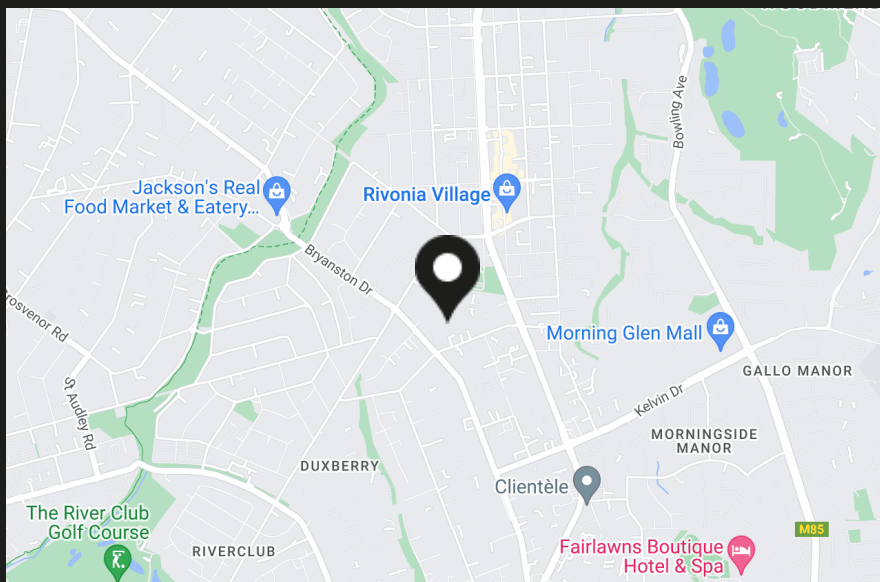 Bowling Ave
Jackson's Real
Food Market & Eatery...
Rivonia Village
Bryanston Dr
Grosvenor Rd
Morning Glen Mall
GALLO MANOR
St Audley Rd
Kelvin Dr
MORNINGSIDE
MANOR
DUXBERRY
Clientèle
The River Club
Golf Course
M85
RIVERCLUB
Fairlawns Boutique
Hotel & Spa